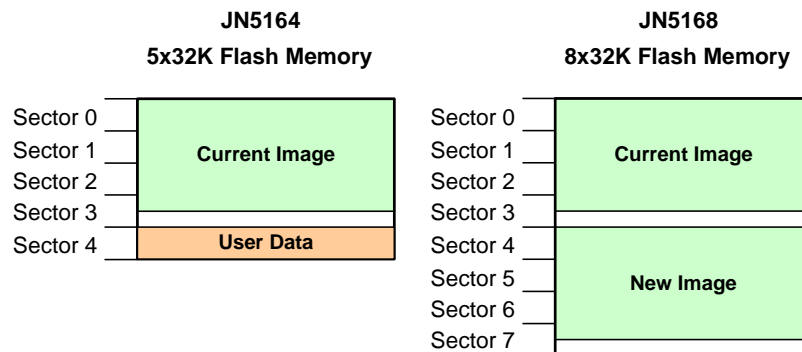 JN5164
5x32K Flash Memory
Sector 0
Sector 1
Sector 2
Sector 3
Sector 4
Current Image
User Data
JN5168
8x32K Flash Memory
Sector 0
Sector 1
Sector 2
Sector 3
Sector 4
Sector 5
Sector 6
Sector 7
Current Image
New Image